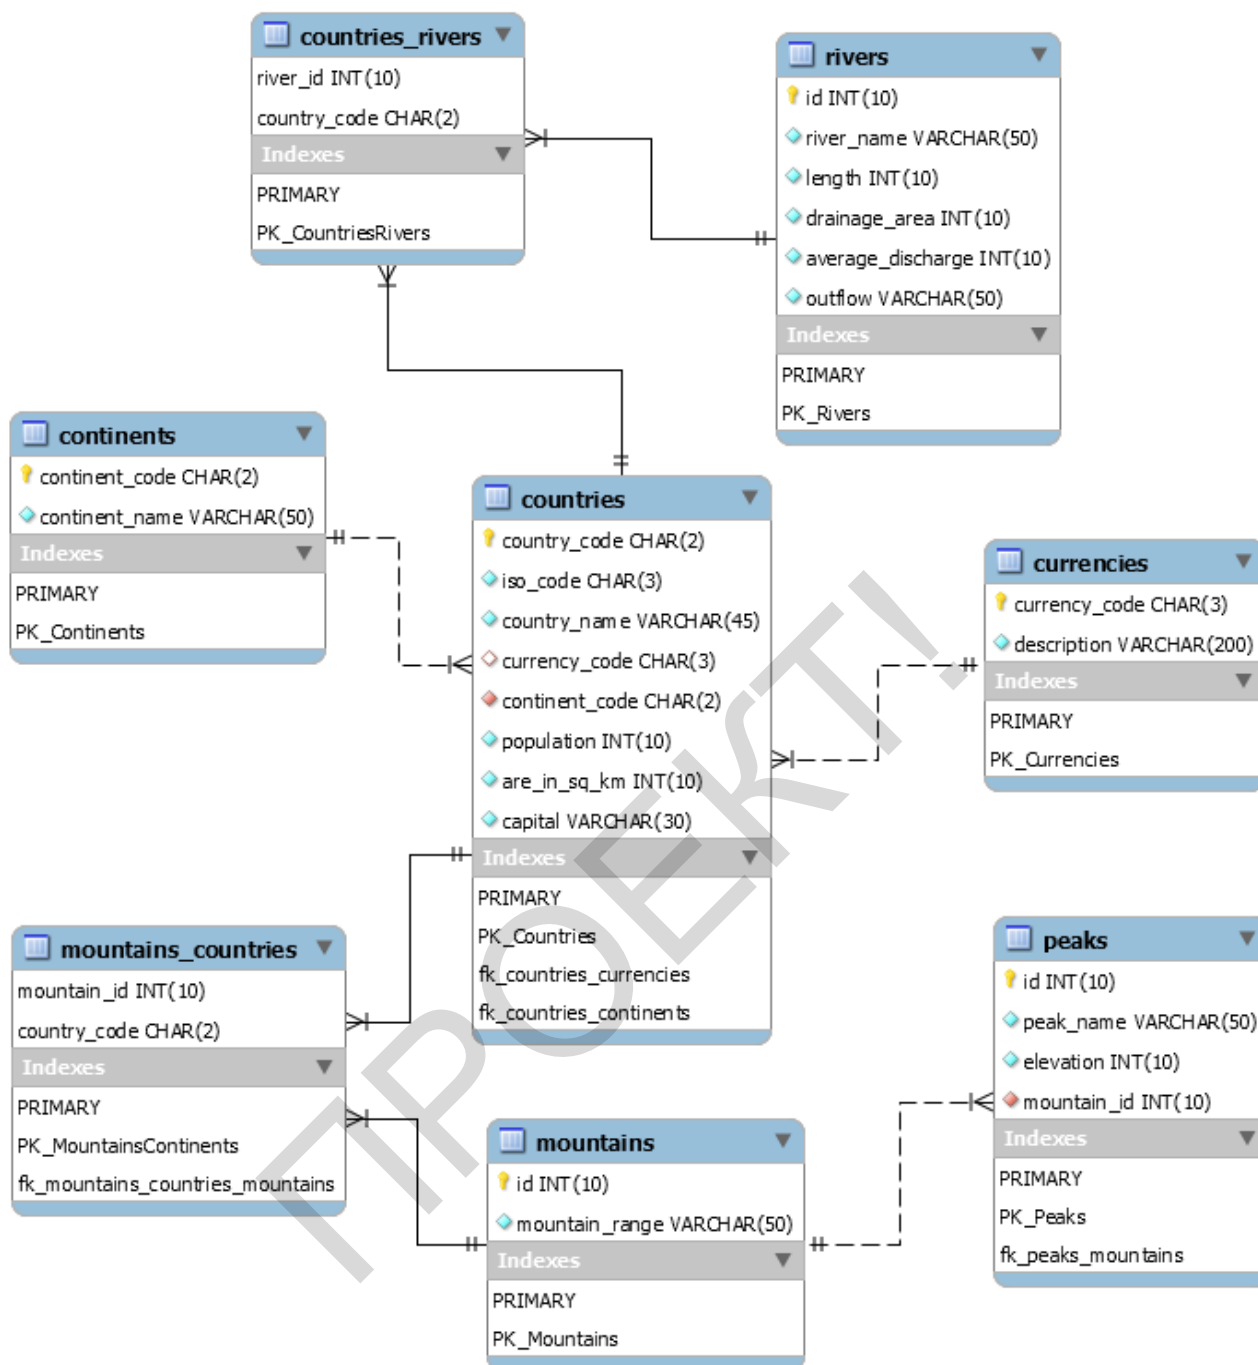 countries_rivers
river_id INT(10)
country_code CHAR(2)
Indexes
PRIMARY
PK_CountriesRivers
rivers
id INT(10)
river_name VARCHAR(50)
length INT(10)
drainage_area INT(10)
average_discharge INT(10)
outflow VARCHAR(50)
Indexes
PRIMARY
PK_Rivers
continents
continent_code CHAR(2)
continent_name VARCHAR(50)
Indexes
PRIMARY
PK_Continents
countries
country_code CHAR(2)
iso_code CHAR(3)
country_name VARCHAR(45)
currency_code CHAR(3)
continent_code CHAR(2)
population INT(10)
are_in_sq_km INT(10)
capital VARCHAR(30)
Indexes
PRIMARY
PK_Countries
fk_countries_currencies
fk_countries_continents
currencies
currency_code CHAR(3)
description VARCHAR(200)
Indexes
PRIMARY
PK_Currencies
mountains_countries
mountain_id INT(10)
country_code CHAR(2)
Indexes
PRIMARY
PK_MountainsContinents
fk_mountains_countries_mountains
mountains
id INT(10)
mountain_range VARCHAR(50)
Indexes
PRIMARY
PK_Mountains
peaks
id INT(10)
peak_name VARCHAR(50)
elevation INT(10)
mountain_id INT(10)
Indexes
PRIMARY
PK_Peaks
fk_peaks_mountains
ПРОЕКТ!